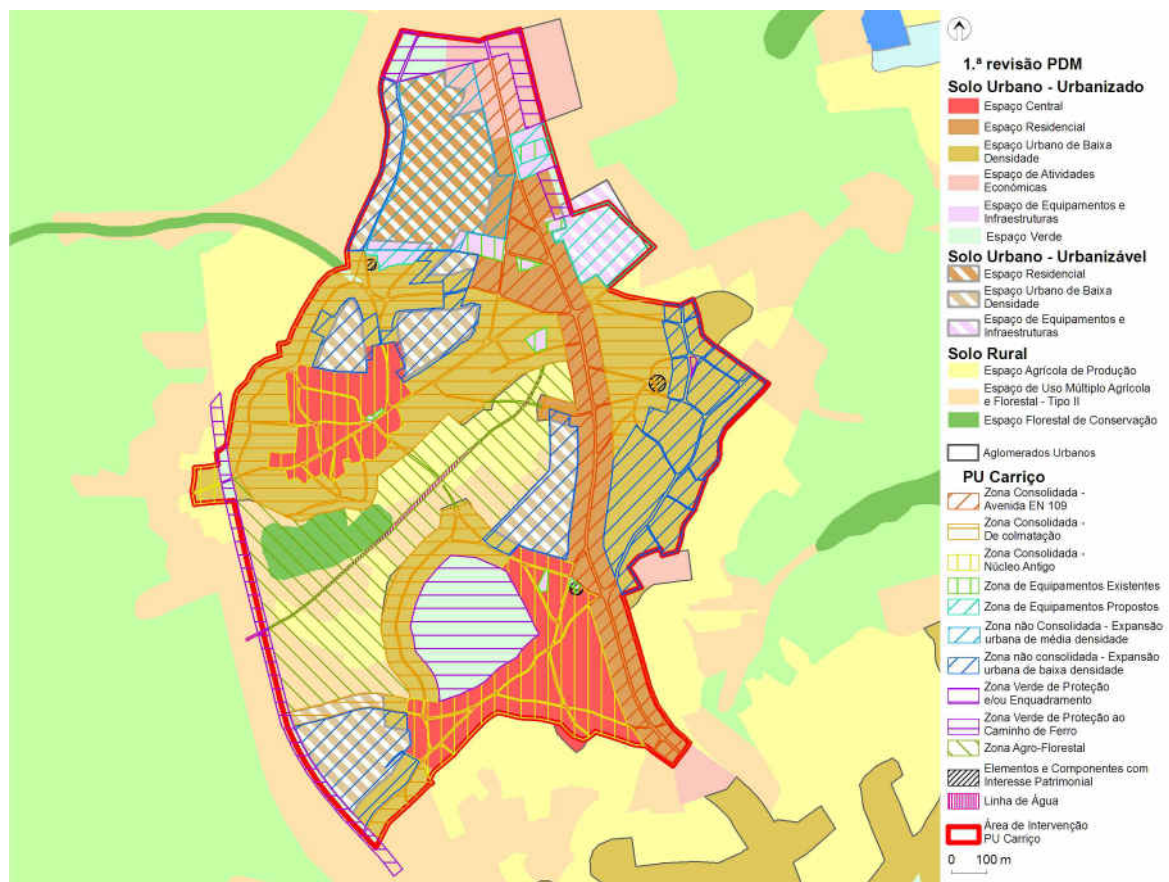 1.ª revisão PDM
Solo Urbano - Urbanizado
Espaço Central
Espaço Residencial
Espaço Urbano de Baixa
Densidade
Espaço de Atividades
Económicas
Espaço de Equipamentos e
Infraestruturas
Espaço Verde
Solo Urbano - Urbanizável
Espaço Residencial
Espaço Urbano de Baixa
Densidade
Espaço de Equipamentos e
Infraestruturas
Solo Rural
Espaço Agrícola de Produção
Espaço de Uso Múltiplo Agrícola
e Florestal - Tipo II
Espaço Florestal de Conservação
Aglomerados Urbanos
PU Carriço
Zona Consolidada -
Avenida EN 109
Zona Consolidada -
De colmatação
Zona Consolidada -
Núcleo Antigo
Zona de Equipamentos Existentes
Zona de Equipamentos Propostos
Zona não Consolidada - Expansão
urbana de média densidade
Zona não consolidada - Expansão
urbana de baixa densidade
Zona Verde de Proteção
e/ou Enquadramento
Zona Verde de Proteção ao
Caminho de Ferro
Zona Agro-Florestal
Elementos e Componentes com
Interesse Patrimonial
Linha de Água
Área de Intervenção
PU Carriço
0 100 m